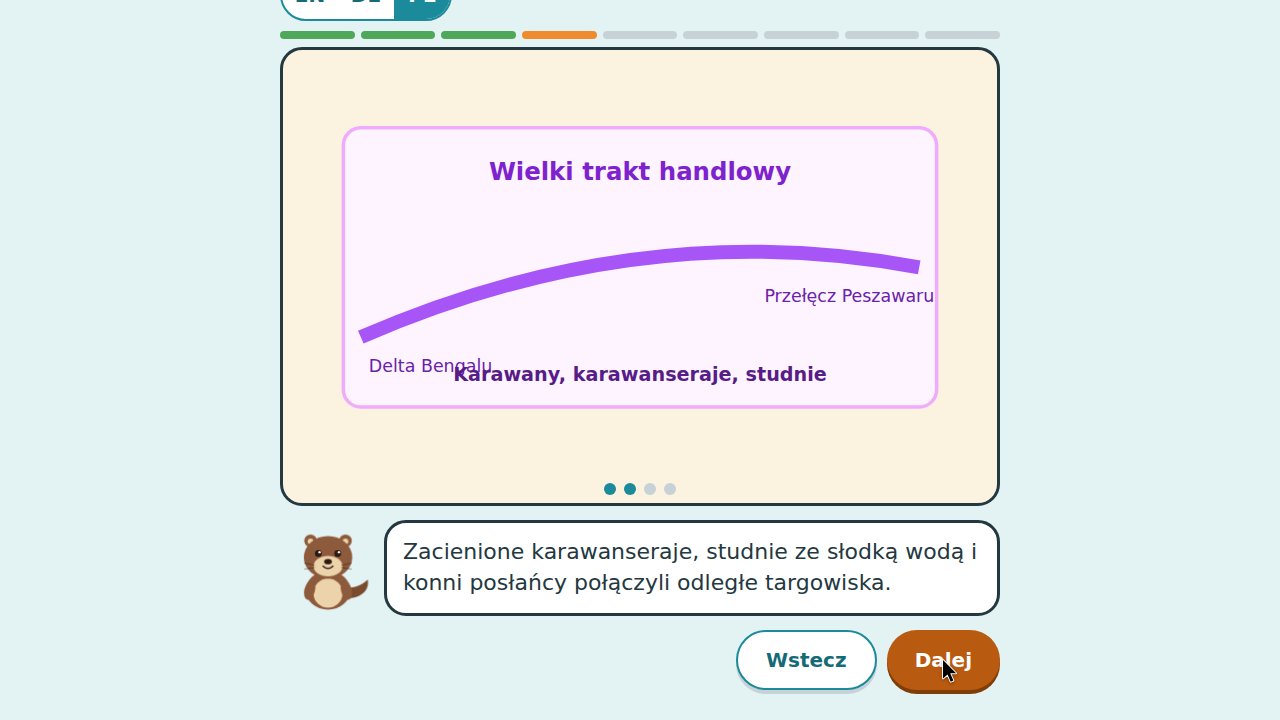 Wielki trakt handlowy
Przełęcz Peszawaru
Delta Bengalu
Karawany, karawanseraje, studnie
Zacienione karawanseraje, studnie ze słodką wodą i
konni posłańcy połączyli odległe targowiska.
Wstecz
Dalej